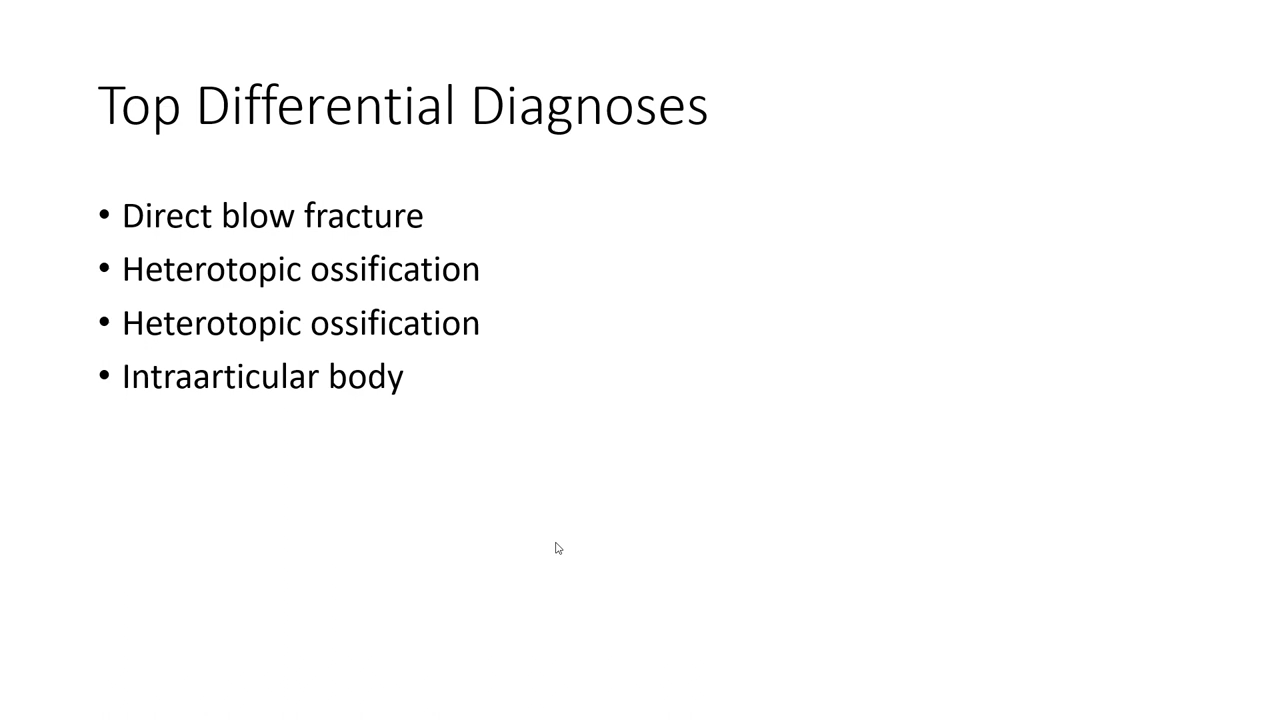 Top Differential Diagnoses
• Direct blow fracture
• Heterotopic ossification
• Heterotopic ossification
• Intraarticular body